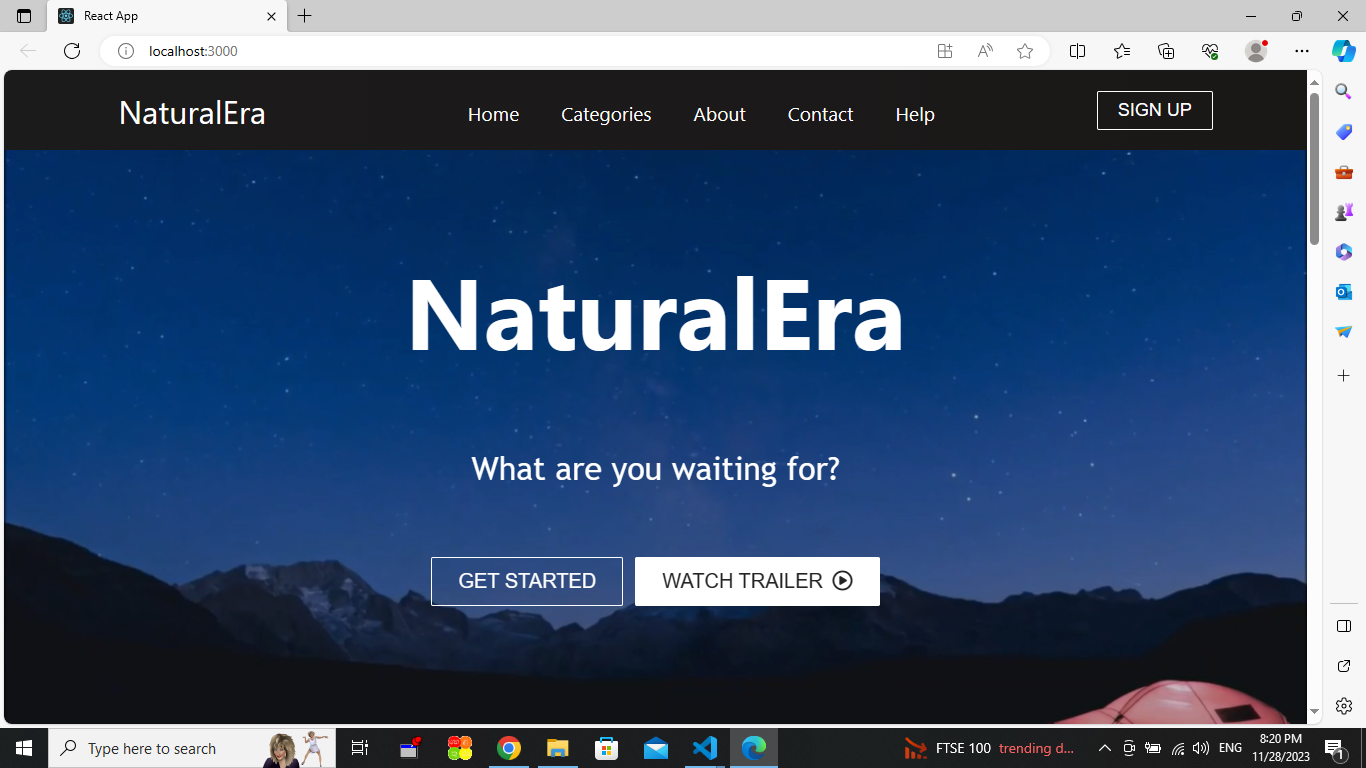 React App
localhost:3000
NaturalEra
Home Categories About Contact Help
SIGN UP
NaturalEra
What are you waiting for?
GET STARTED
WATCH TRAILER
Type here to search
FTSE 100 trending d...
ENG
8:20 PM
11/28/2023
1